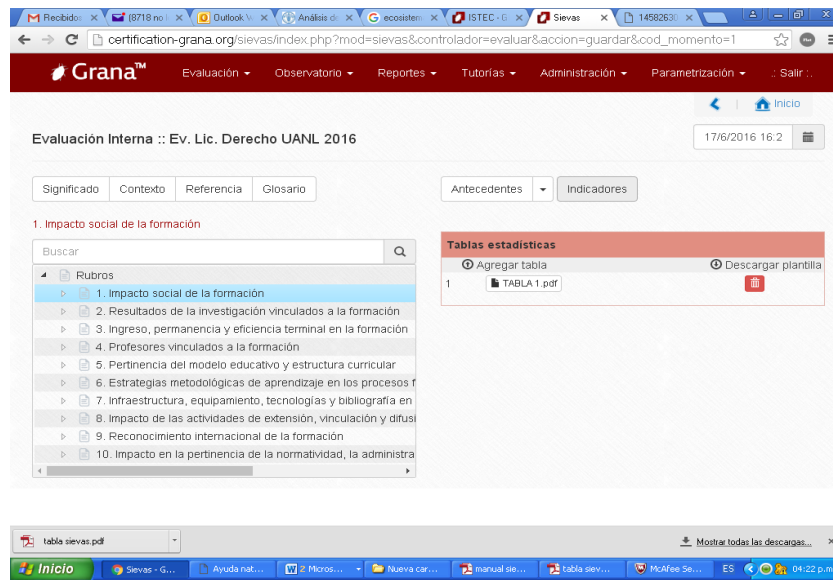 Recibidos
(8718 no l
Outlook W
Análisis de
ecosistem
ISTEC - G
Sievas
14582630
certification-grana.org/sievas/index.php?mod=sievas&controlador=evaluar&accion=guardar&cod_momento=1
Grana™ Evaluación Observatorio Reportes Tutorías Administración Parametrización .: Salir :.
Inicio
Evaluación Interna :: Ev. Lic. Derecho UANL 2016
17/6/2016 16:2
Significado Contexto Referencia Glosario
Antecedentes Indicadores
1. Impacto social de la formación
Buscar
Rubros
1. Impacto social de la formación
2. Resultados de la investigación vinculados a la formación
3. Ingreso, permanencia y eficiencia terminal en la formación
4. Profesores vinculados a la formación
5. Pertinencia del modelo educativo y estructura curricular
6. Estrategias metodológicas de aprendizaje en los procesos f
7. Infraestructura, equipamiento, tecnologías y bibliografía en
8. Impacto de las actividades de extensión, vinculación y difusi
9. Reconocimiento internacional de la formación
10. Impacto en la pertinencia de la normatividad, la administra
Tablas estadísticas
Agregar tabla Descargar plantilla
1 TABLA 1.pdf
tabla sievas.pdf
Mostrar todas las descargas...
Inicio
Sievas - G...
Ayuda nat...
2 Micros...
Nueva car...
manual sie...
tabla siev...
McAfee Se...
ES
04:22 p.m.